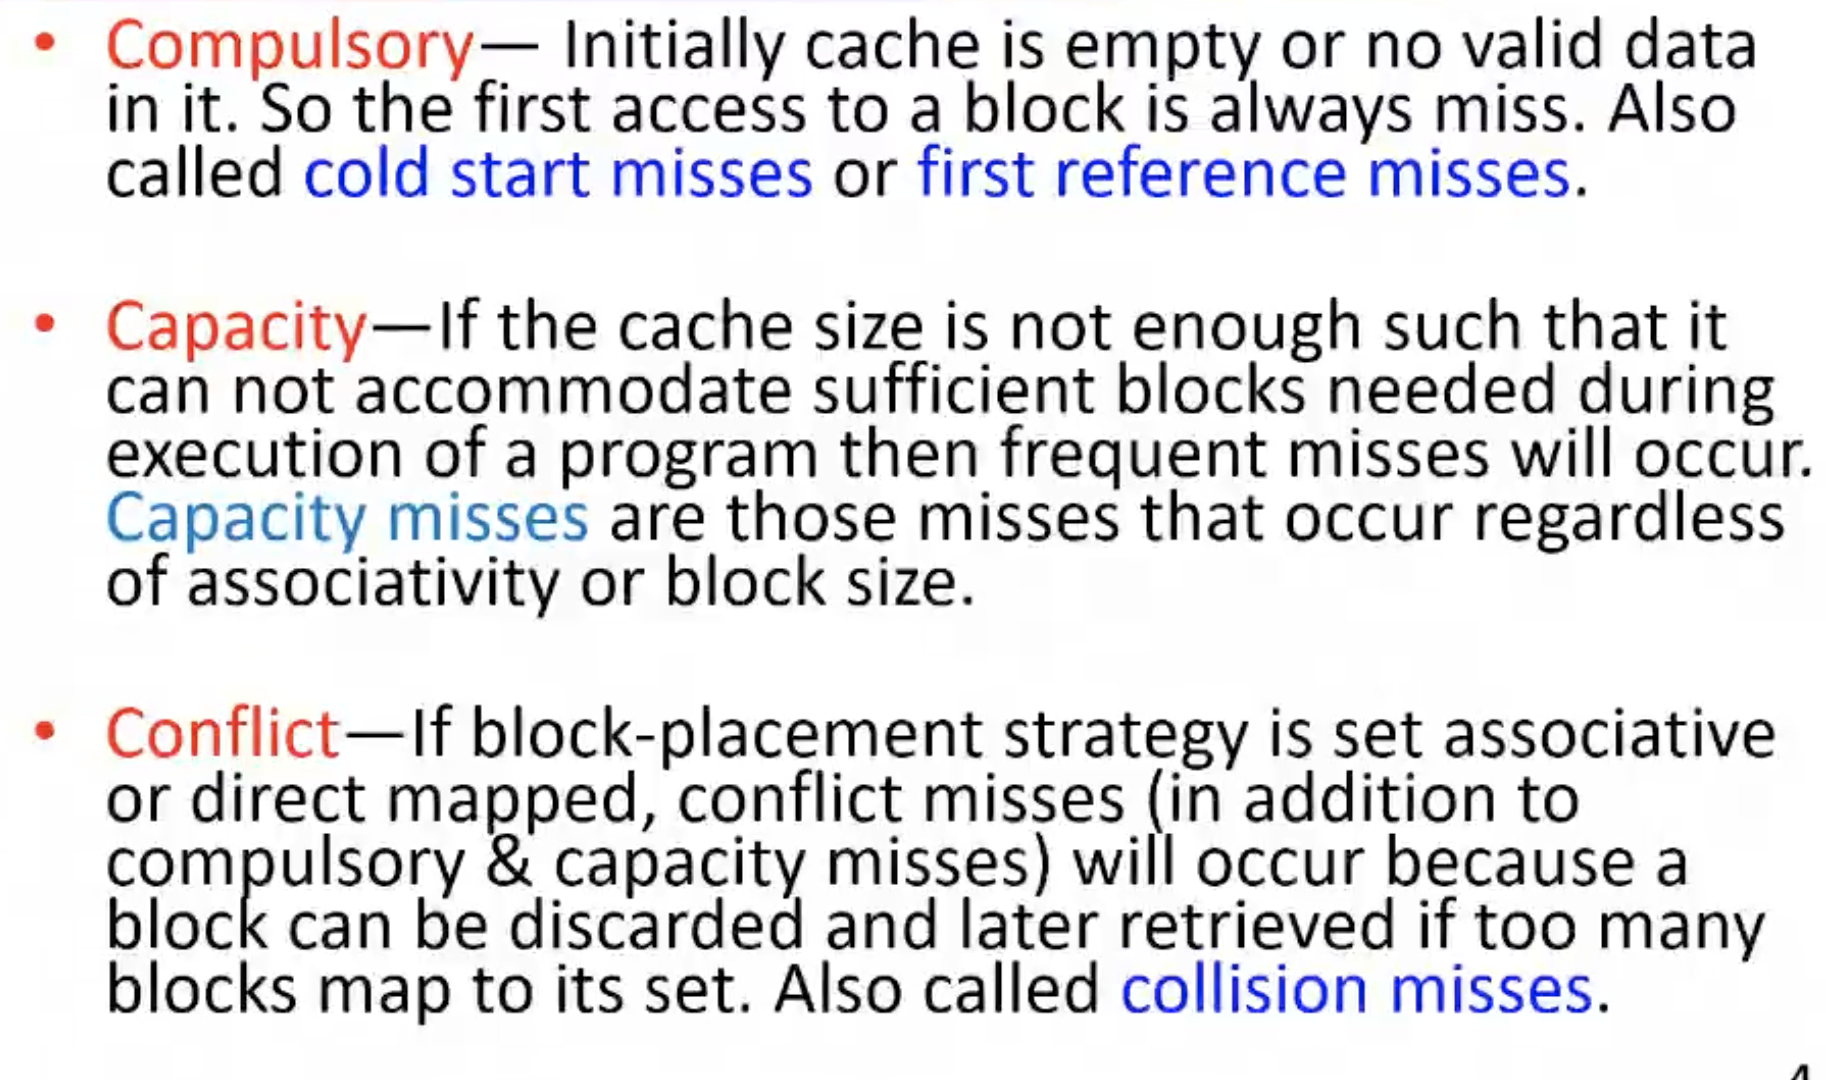 • Compulsory— Initially cache is empty or no valid data
in it. So the first access to a block is always miss. Also
called cold start misses or first reference misses.
• Capacity—If the cache size is not enough such that it
can not accommodate sufficient blocks needed during
execution of a program then frequent misses will occur.
Capacity misses are those misses that occur regardless
of associativity or block size.
• Conflict—If block-placement strategy is set associative
or direct mapped, conflict misses (in addition to
compulsory & capacity misses) will occur because a
block can be discarded and later retrieved if too many
blocks map to its set. Also called collision misses.